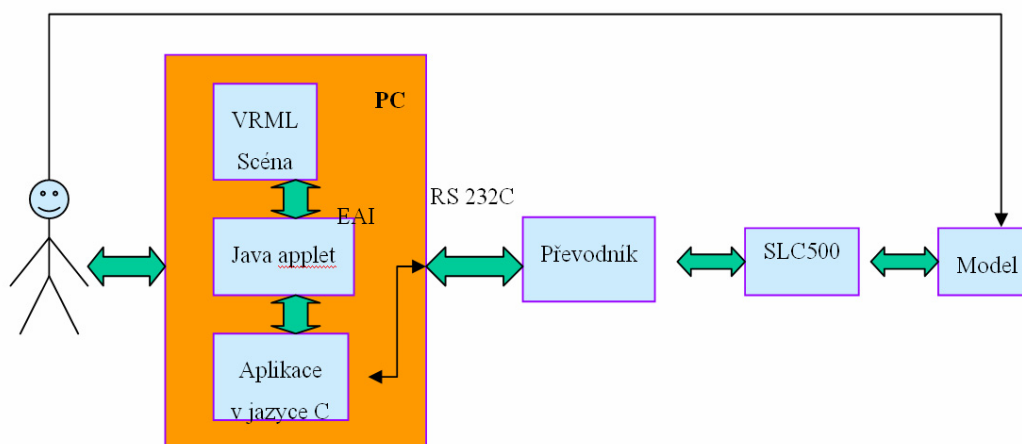 PC
VRML
Scéna
EAI
Java applet
Aplikace
v jazyce C
RS 232C
Převodník
SLC500
Model